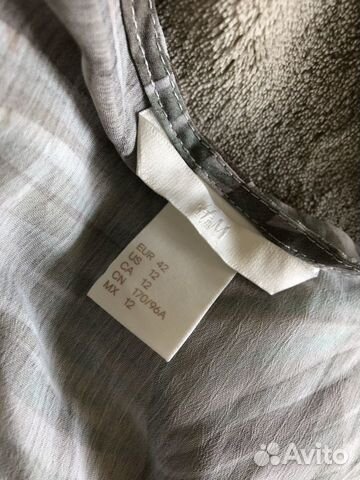 H&M
EUR 42
US 12
CA 12
CN 170/96A
MX 12
Avito